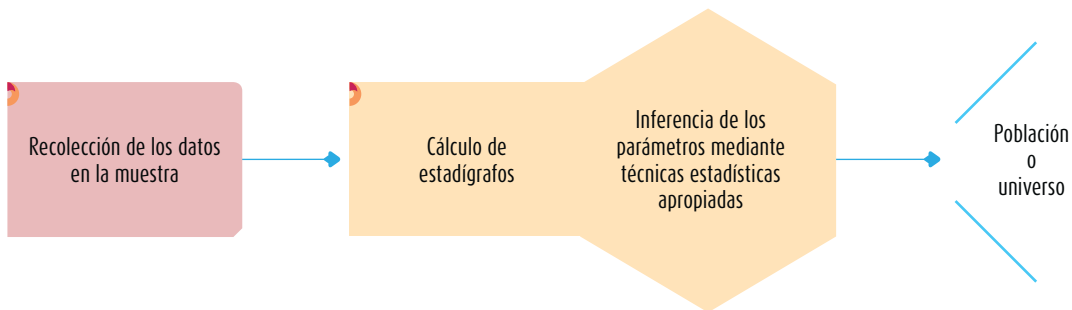 Recolección de los datos
en la muestra
Cálculo de
estadígrafos
Inferencia de los
parámetros mediante
técnicas estadísticas
apropiadas
Población
o
universo